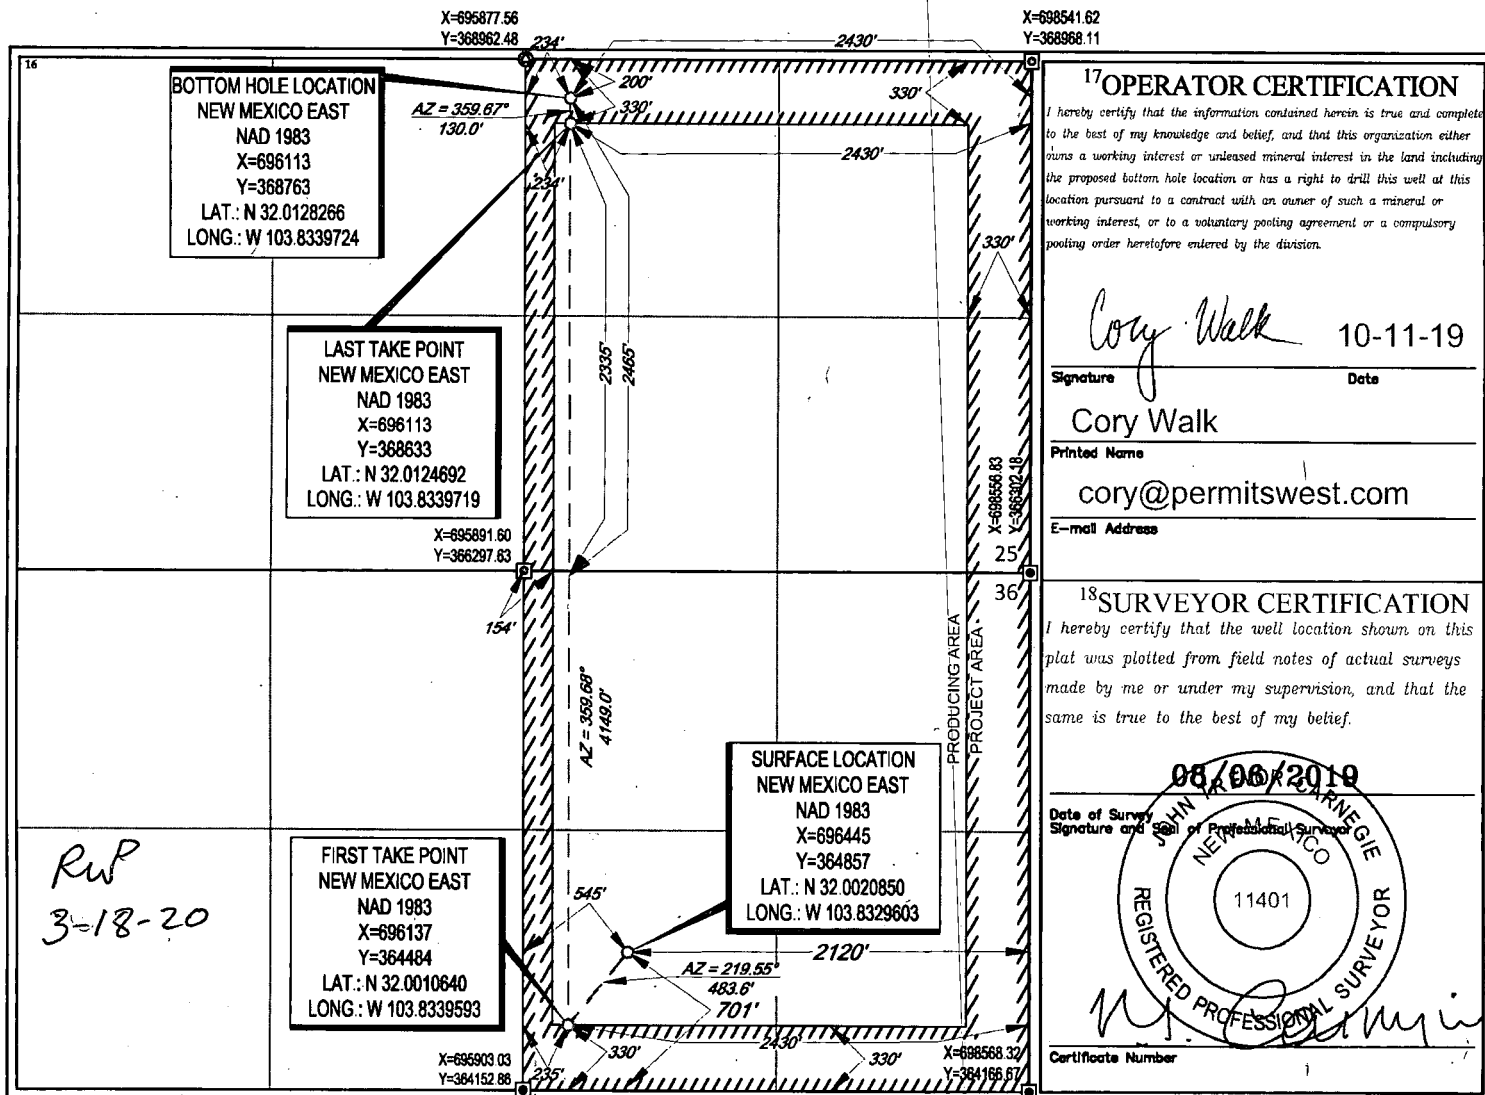 X=695877.56
Y=368962.48
X=698541.62
Y=368968.11
16
234'
2430'
200'
330'
330'
AZ = 359.67°
130.0'
2430'
234'
BOTTOM HOLE LOCATION
NEW MEXICO EAST
NAD 1983
X=696113
Y=368763
LAT.: N 32.0128266
LONG.: W 103.8339724
330'
LAST TAKE POINT
NEW MEXICO EAST
NAD 1983
X=696113
Y=368633
LAT.: N 32.0124692
LONG.: W 103.8339719
2335'
2465'
X=698556.83
Y=366302.18
X=695891.60
Y=366297.63
25
36
154'
AZ = 359.68°
4149.0'
PRODUCING AREA
PROJECT AREA
SURFACE LOCATION
NEW MEXICO EAST
NAD 1983
X=696445
Y=364857
LAT.: N 32.0020850
LONG.: W 103.8329603
RWP
3-18-20
FIRST TAKE POINT
NEW MEXICO EAST
NAD 1983
X=696137
Y=364484
LAT.: N 32.0010640
LONG.: W 103.8339593
545'
2120'
AZ = 219.55°
483.6'
701'
2430'
330'
330'
235'
X=695903.03
Y=364152.86
X=698568.32
Y=364166.67
17 OPERATOR CERTIFICATION
I hereby certify that the information contained herein is true and complete
to the best of my knowledge and belief, and that this organization either
owns a working interest or unleased mineral interest in the land including
the proposed bottom hole location or has a right to drill this well at this
location pursuant to a contract with an owner of such a mineral or
working interest, or to a voluntary pooling agreement or a compulsory
pooling order heretofore entered by the division.
Cory Walk 10-11-19
Signature Date
Cory Walk
Printed Name
cory@permitswest.com
E-mail Address
18 SURVEYOR CERTIFICATION
I hereby certify that the well location shown on this
plat was plotted from field notes of actual surveys
made by me or under my supervision, and that the
same is true to the best of my belief.
08/06/2019
Date of Survey
Signature and Seal of Professional Surveyor
JOHN TREVOR CARNEGIE
NEW MEXICO
11401
REGISTERED PROFESSIONAL SURVEYOR
Certificate Number